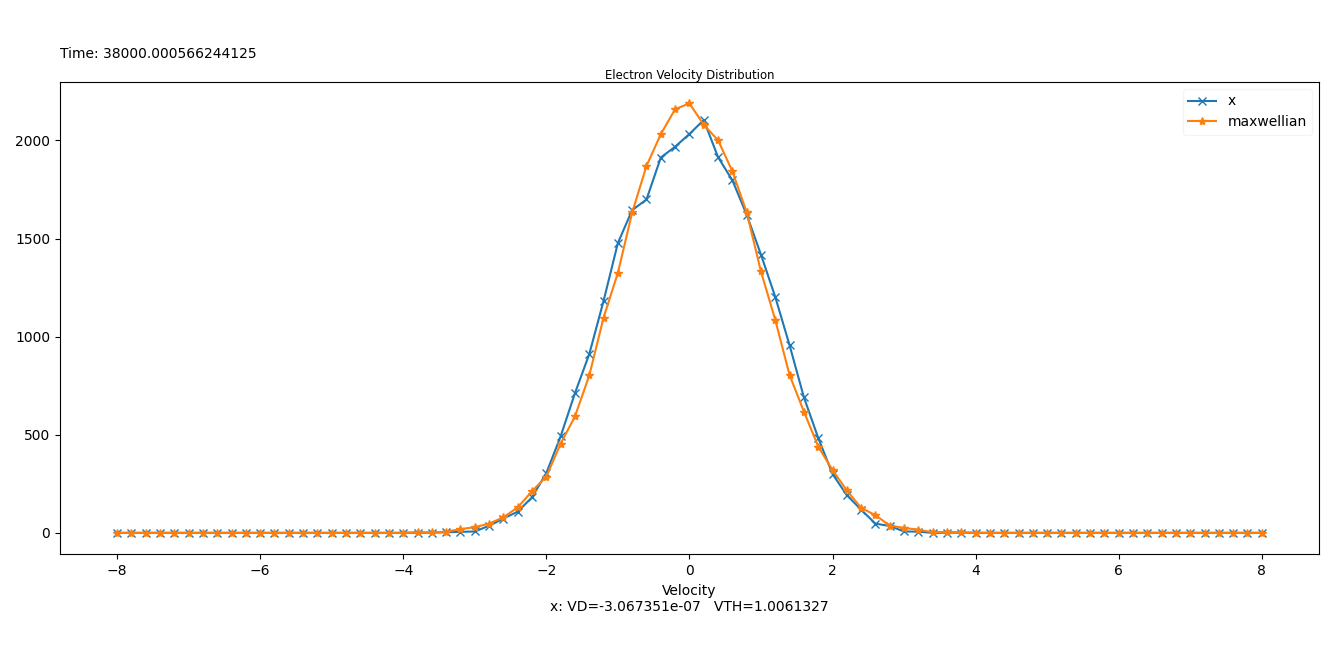 Time: 38000.000566244125
Electron Velocity Distribution
x
maxwellian
2000
1500
1000
500
0
−8 −6 −4 −2 0 2 4 6 8
Velocity
x: VD=-3.067351e-07 VTH=1.0061327